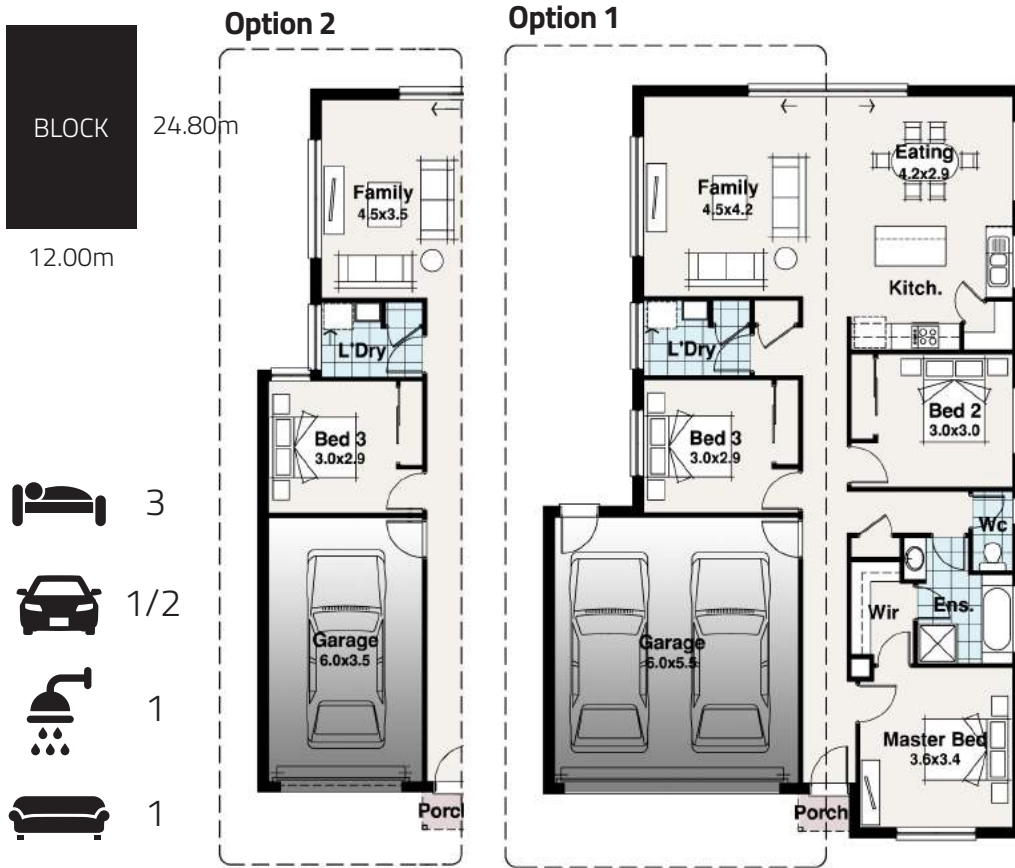 Option 2
Option 1
BLOCK
24.80m
12.00m
3
1/2
1
1
Family
4.5x3.5
L'Dry
Bed 3
3.0x2.9
Garage
6.0x3.5
Porch
Family
4.5x4.2
Eating
4.2x2.9
Kitch.
L'Dry
Bed 3
3.0x2.9
Bed 2
3.0x3.0
Wc
Wir
Ens.
Garage
6.0x5.5
Master Bed
3.6x3.4
Porch